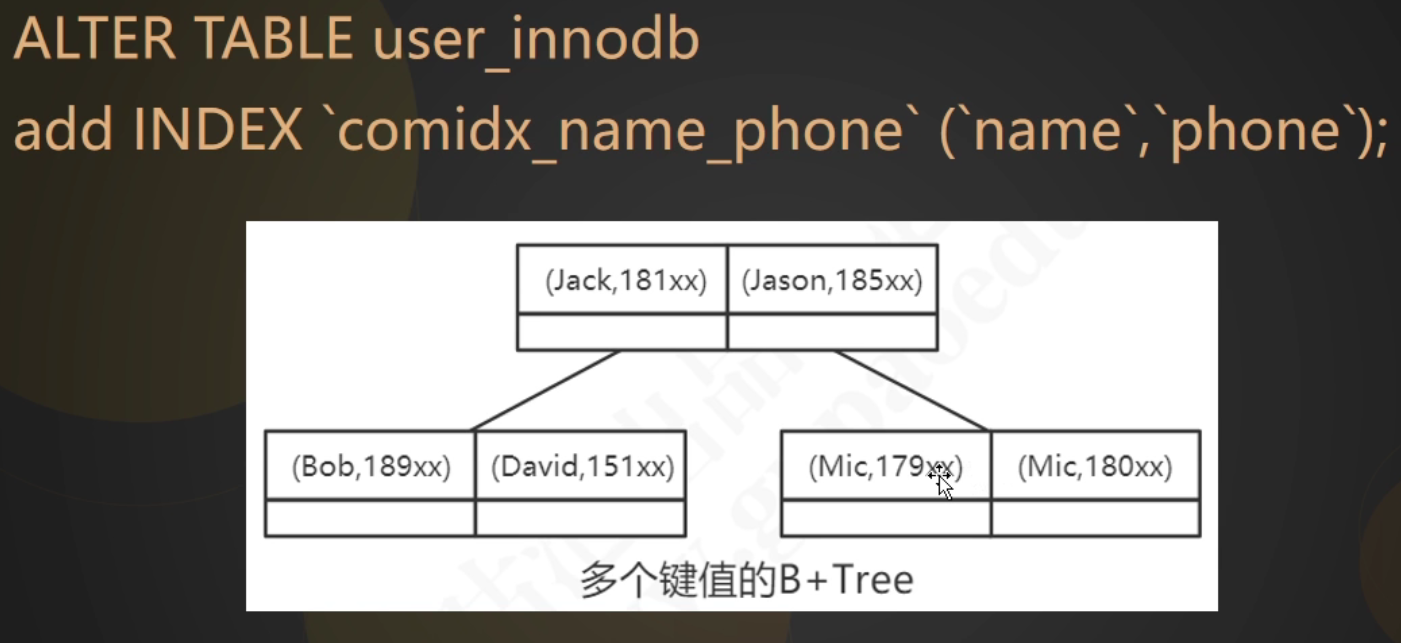 ALTER TABLE user_innodb
add INDEX `comidx_name_phone` (`name`,`phone`);
(Jack,181xx) (Jason,185xx)
(Bob,189xx) (David,151xx) (Mic,179xx) (Mic,180xx)
多个键值的B+Tree